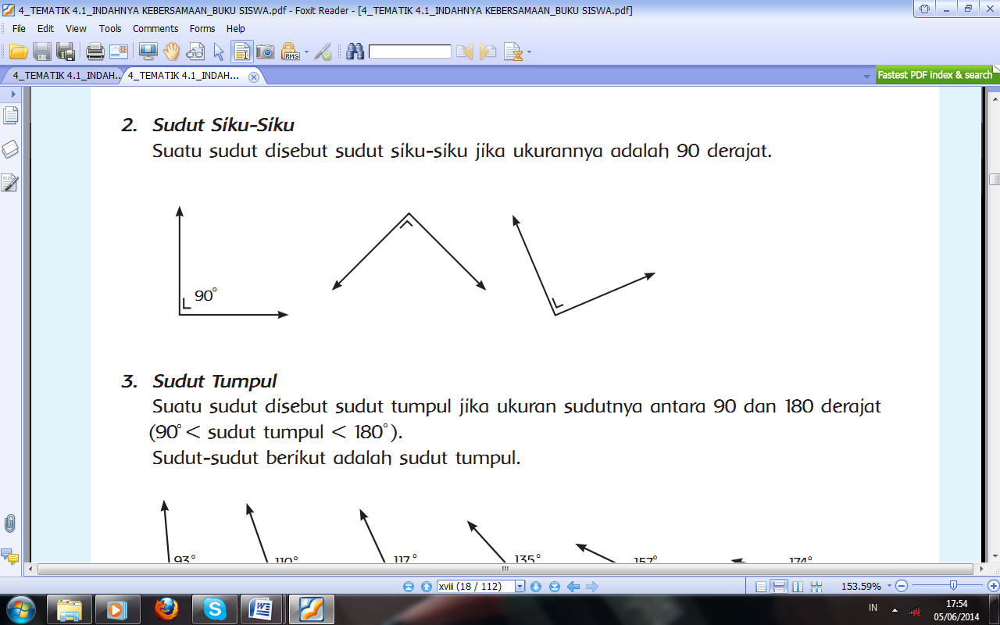 4_TEMATIK 4.1_INDAHNYA KEBERSAMAAN_BUKU SISWA.pdf - Foxit Reader - [4_TEMATIK 4.1_INDAHNYA KEBERSAMAAN_BUKU SISWA.pdf]
File Edit View Tools Comments Forms Help
RMS
4_TEMATIK 4.1_INDAH... 4_TEMATIK 4.1_INDAH... Fastest PDF index & search
2. Sudut Siku-Siku
Suatu sudut disebut sudut siku-siku jika ukurannya adalah 90 derajat.
90°
3. Sudut Tumpul
Suatu sudut disebut sudut tumpul jika ukuran sudutnya antara 90 dan 180 derajat
(90° < sudut tumpul < 180°).
Sudut-sudut berikut adalah sudut tumpul.
93° 110° 117° 135° 157° 174°
xviii (18 / 112) 153.59%
IN 17:54
05/06/2014